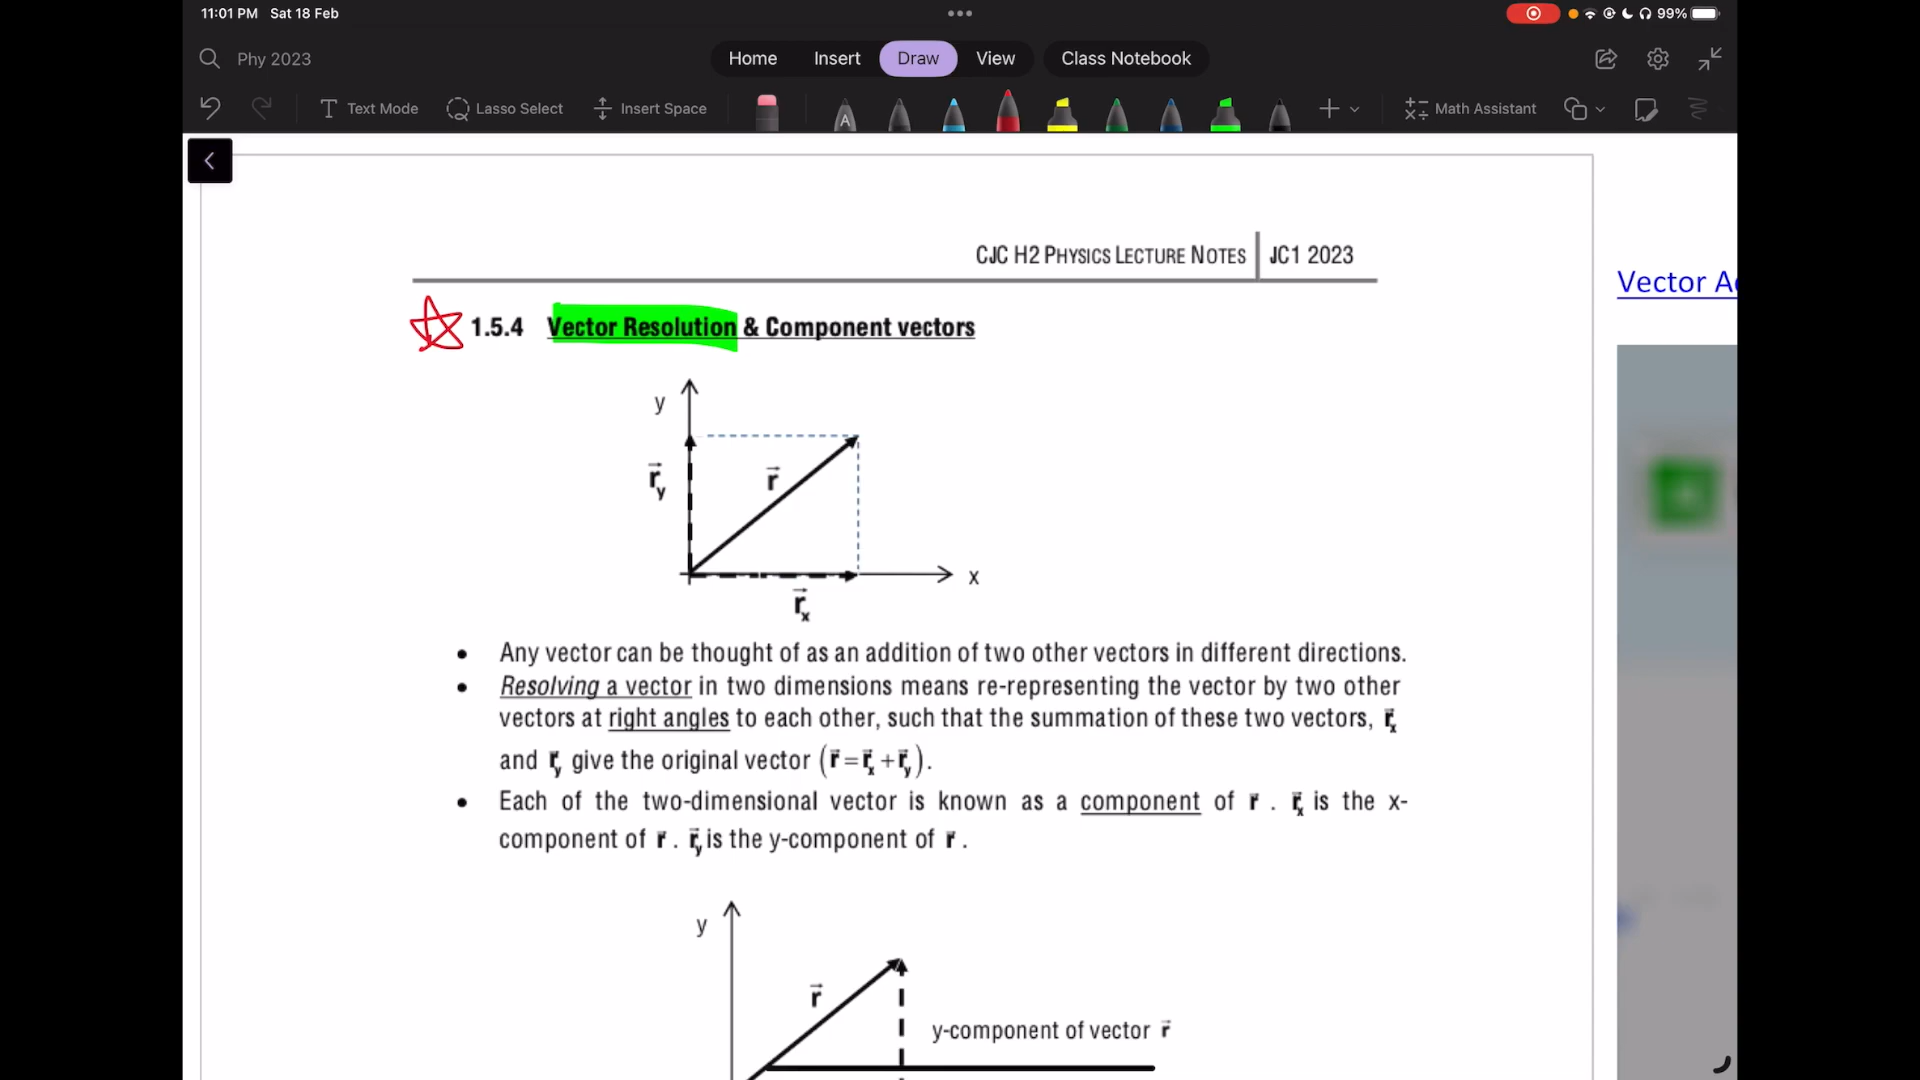 11:01 PM Sat 18 Feb
99%
Phy 2023
Home Insert Draw View Class Notebook
Text Mode Lasso Select Insert Space
A
Math Assistant
CJC H2 PHYSICS LECTURE NOTES JC1 2023
Vector
1.5.4 Vector Resolution & Component vectors
y
r⃗y
r⃗
x
r⃗x
• Any vector can be thought of as an addition of two other vectors in different directions.
• Resolving a vector in two dimensions means re-representing the vector by two other
vectors at right angles to each other, such that the summation of these two vectors, r⃗x
and r⃗y give the original vector (r⃗=r⃗x+r⃗y).
• Each of the two-dimensional vector is known as a component of r⃗ . r⃗x is the x-
component of r⃗ . r⃗y is the y-component of r⃗ .
y
r⃗
y-component of vector r⃗